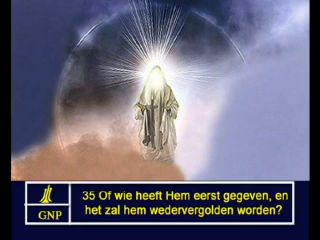 35 Of wie heeft Hem eerst gegeven, en
het zal hem wedervergolden worden?
GNP